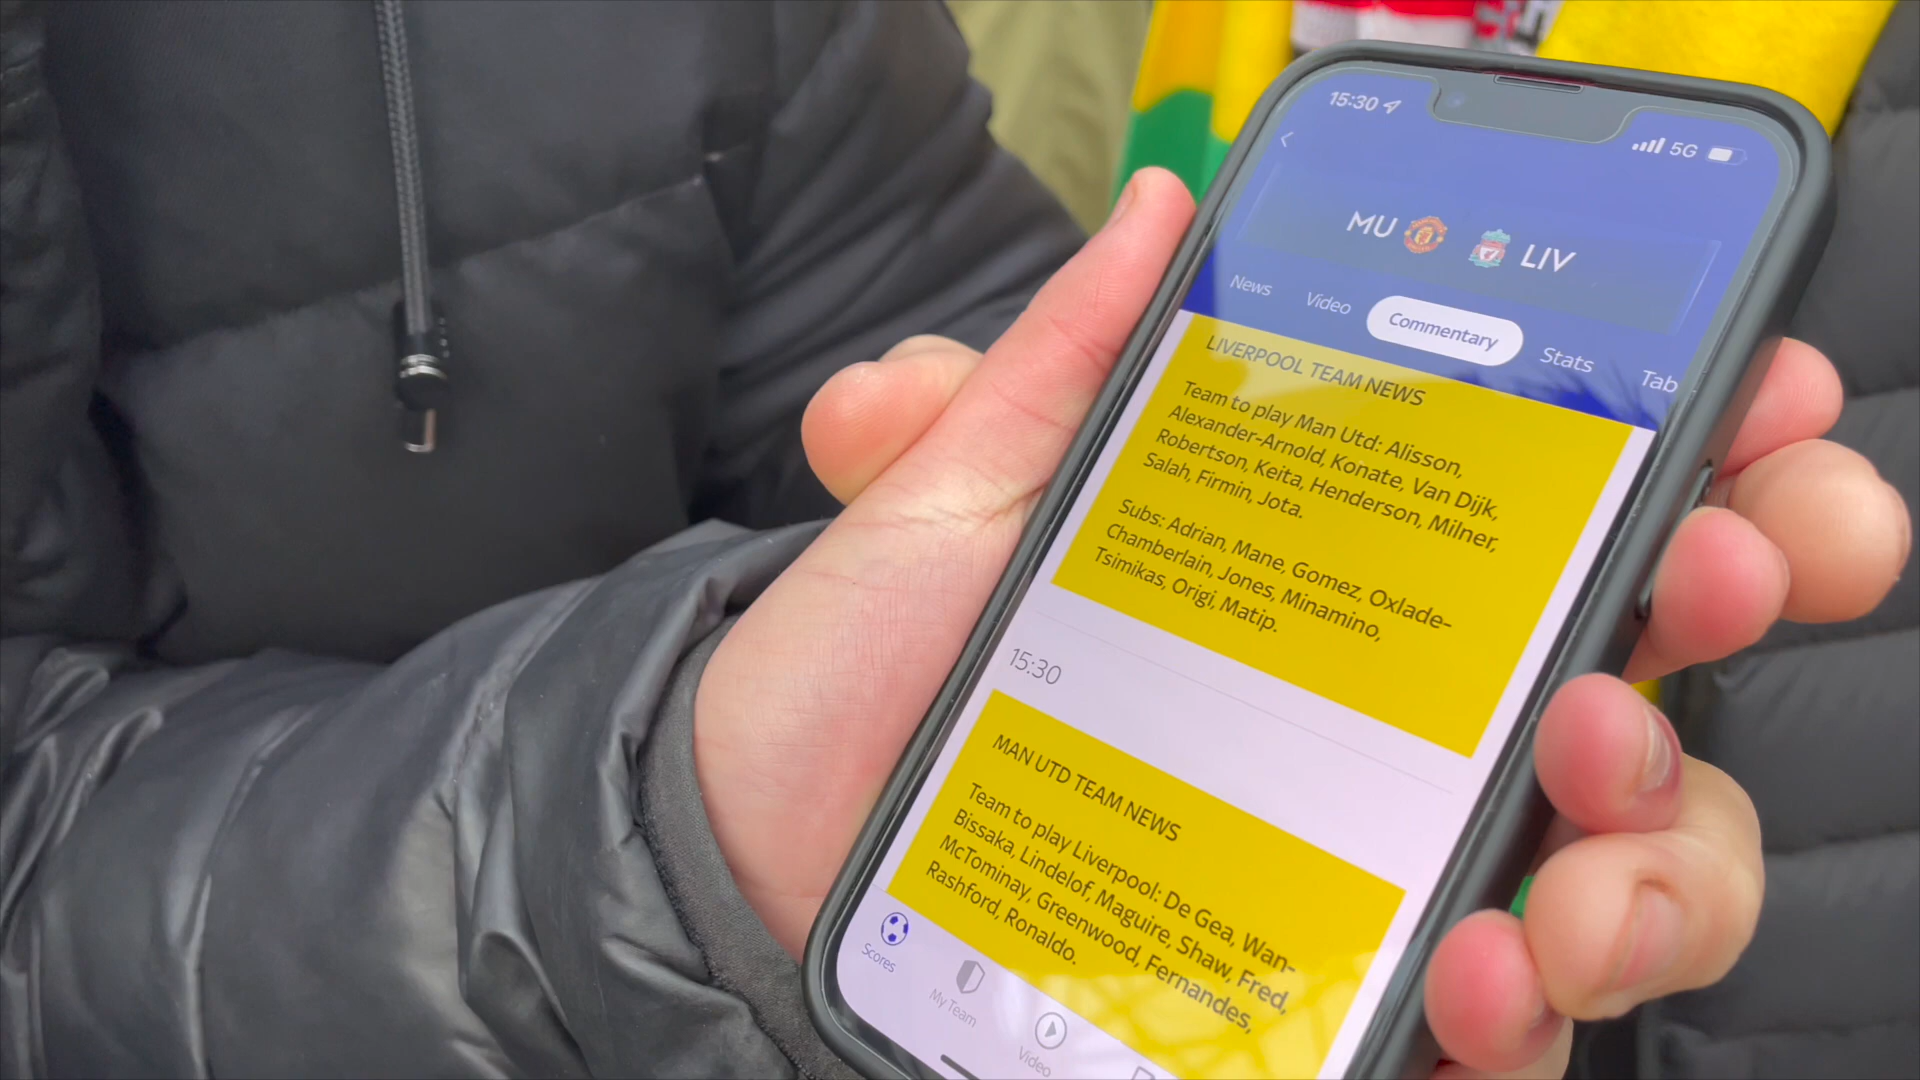 15:30
5G
MU LIV
News Video Commentary Stats Tab
LIVERPOOL TEAM NEWS
Team to play Man Utd: Alisson,
Alexander-Arnold, Konate, Van Dijk,
Robertson, Keita, Henderson, Milner,
Salah, Firmin, Jota.
Subs: Adrian, Mane, Gomez, Oxlade-
Chamberlain, Jones, Minamino,
Tsimikas, Origi, Matip.
15:30
MAN UTD TEAM NEWS
Team to play Liverpool: De Gea, Wan-
Bissaka, Lindelof, Maguire, Shaw, Fred,
McTominay, Greenwood, Fernandes,
Rashford, Ronaldo.
Scores My Team Video